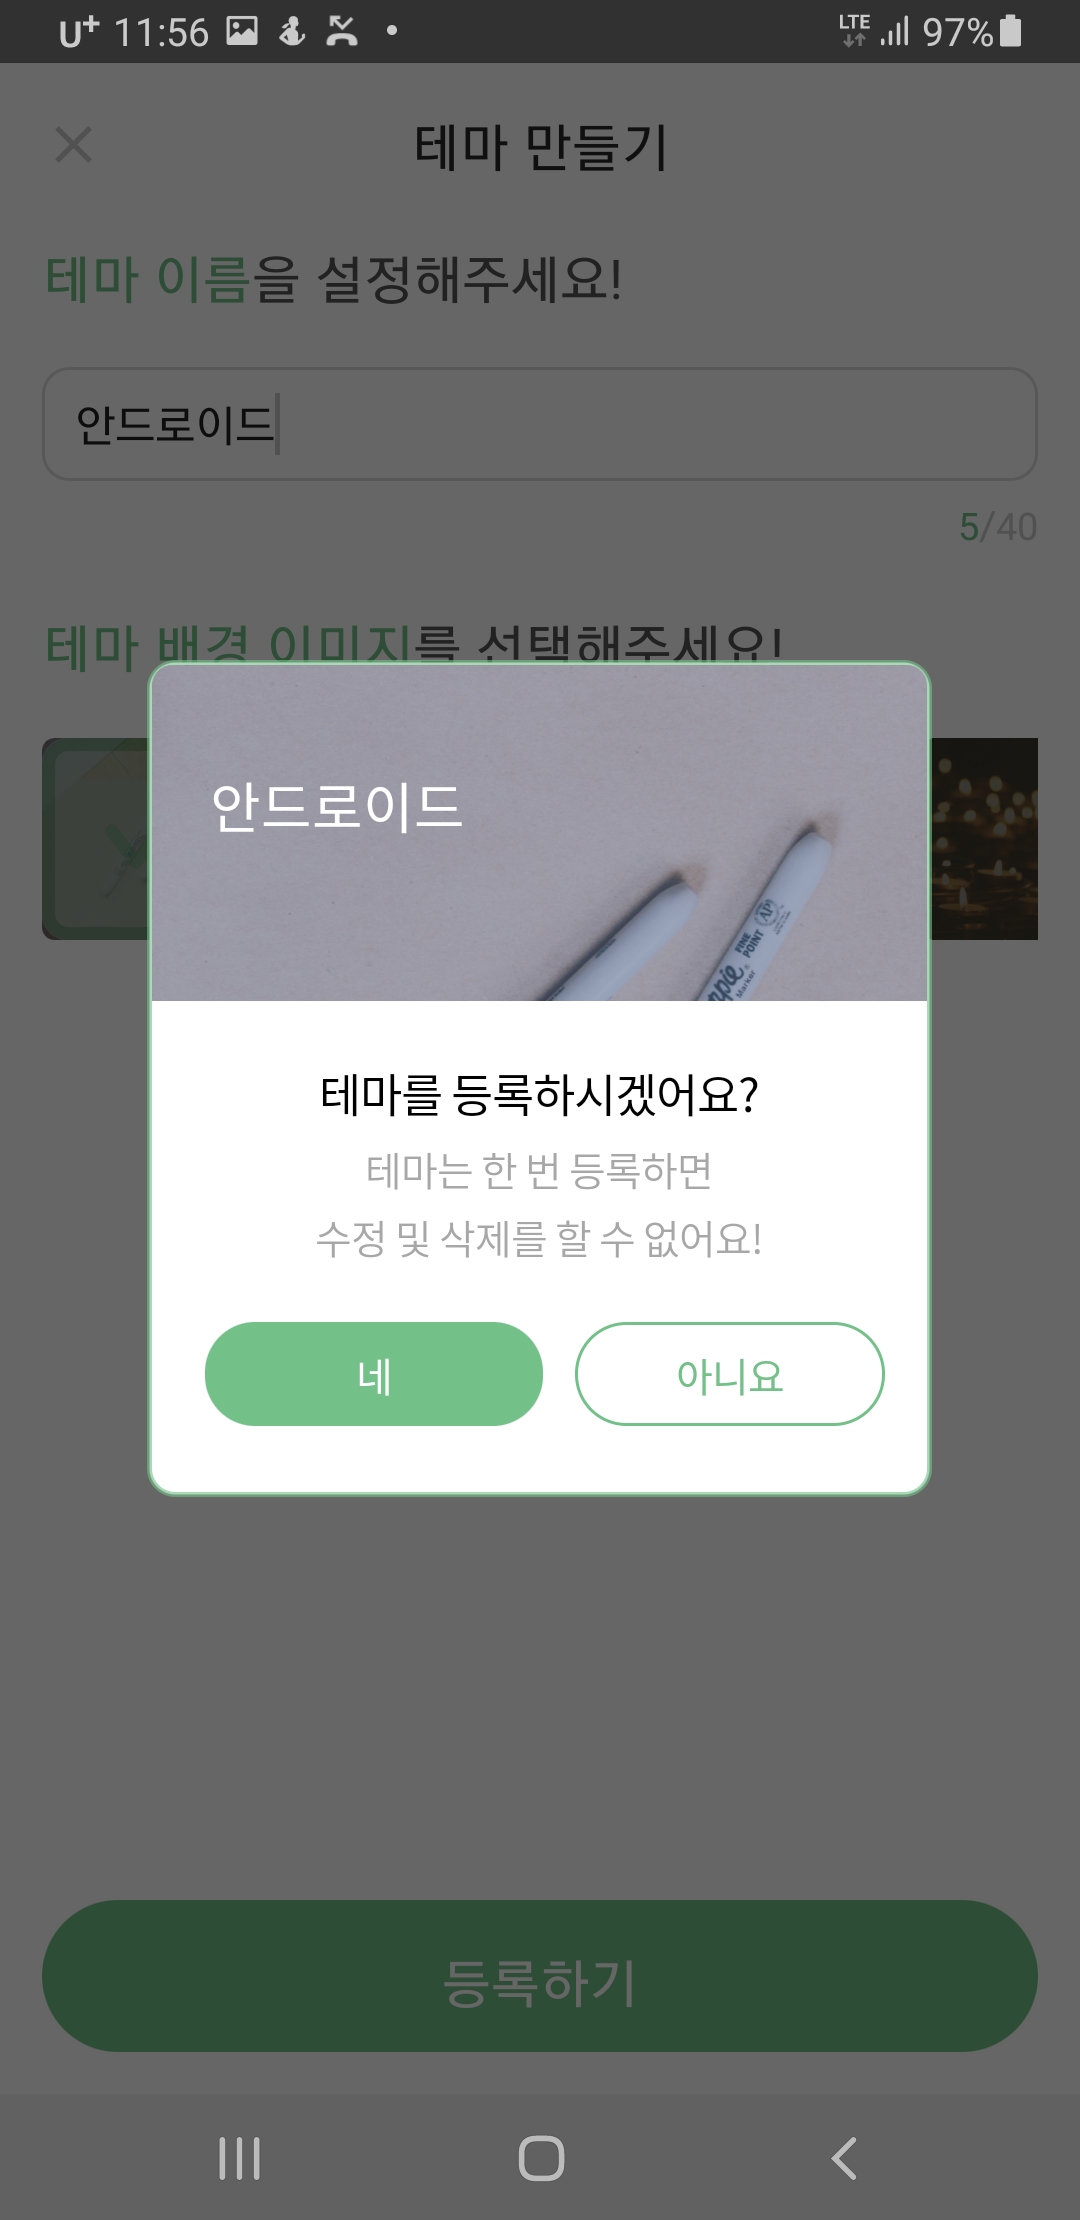 U+ 11:56 LTE 97%
테마 만들기
테마 이름을 설정해주세요!
안드로이드
5/40
테마 배경 이미지를 선택해주세요!
안드로이드
AP
FINE
POINT
Marker
테마를 등록하시겠어요?
테마는 한 번 등록하면
수정 및 삭제를 할 수 없어요!
네
아니요
등록하기